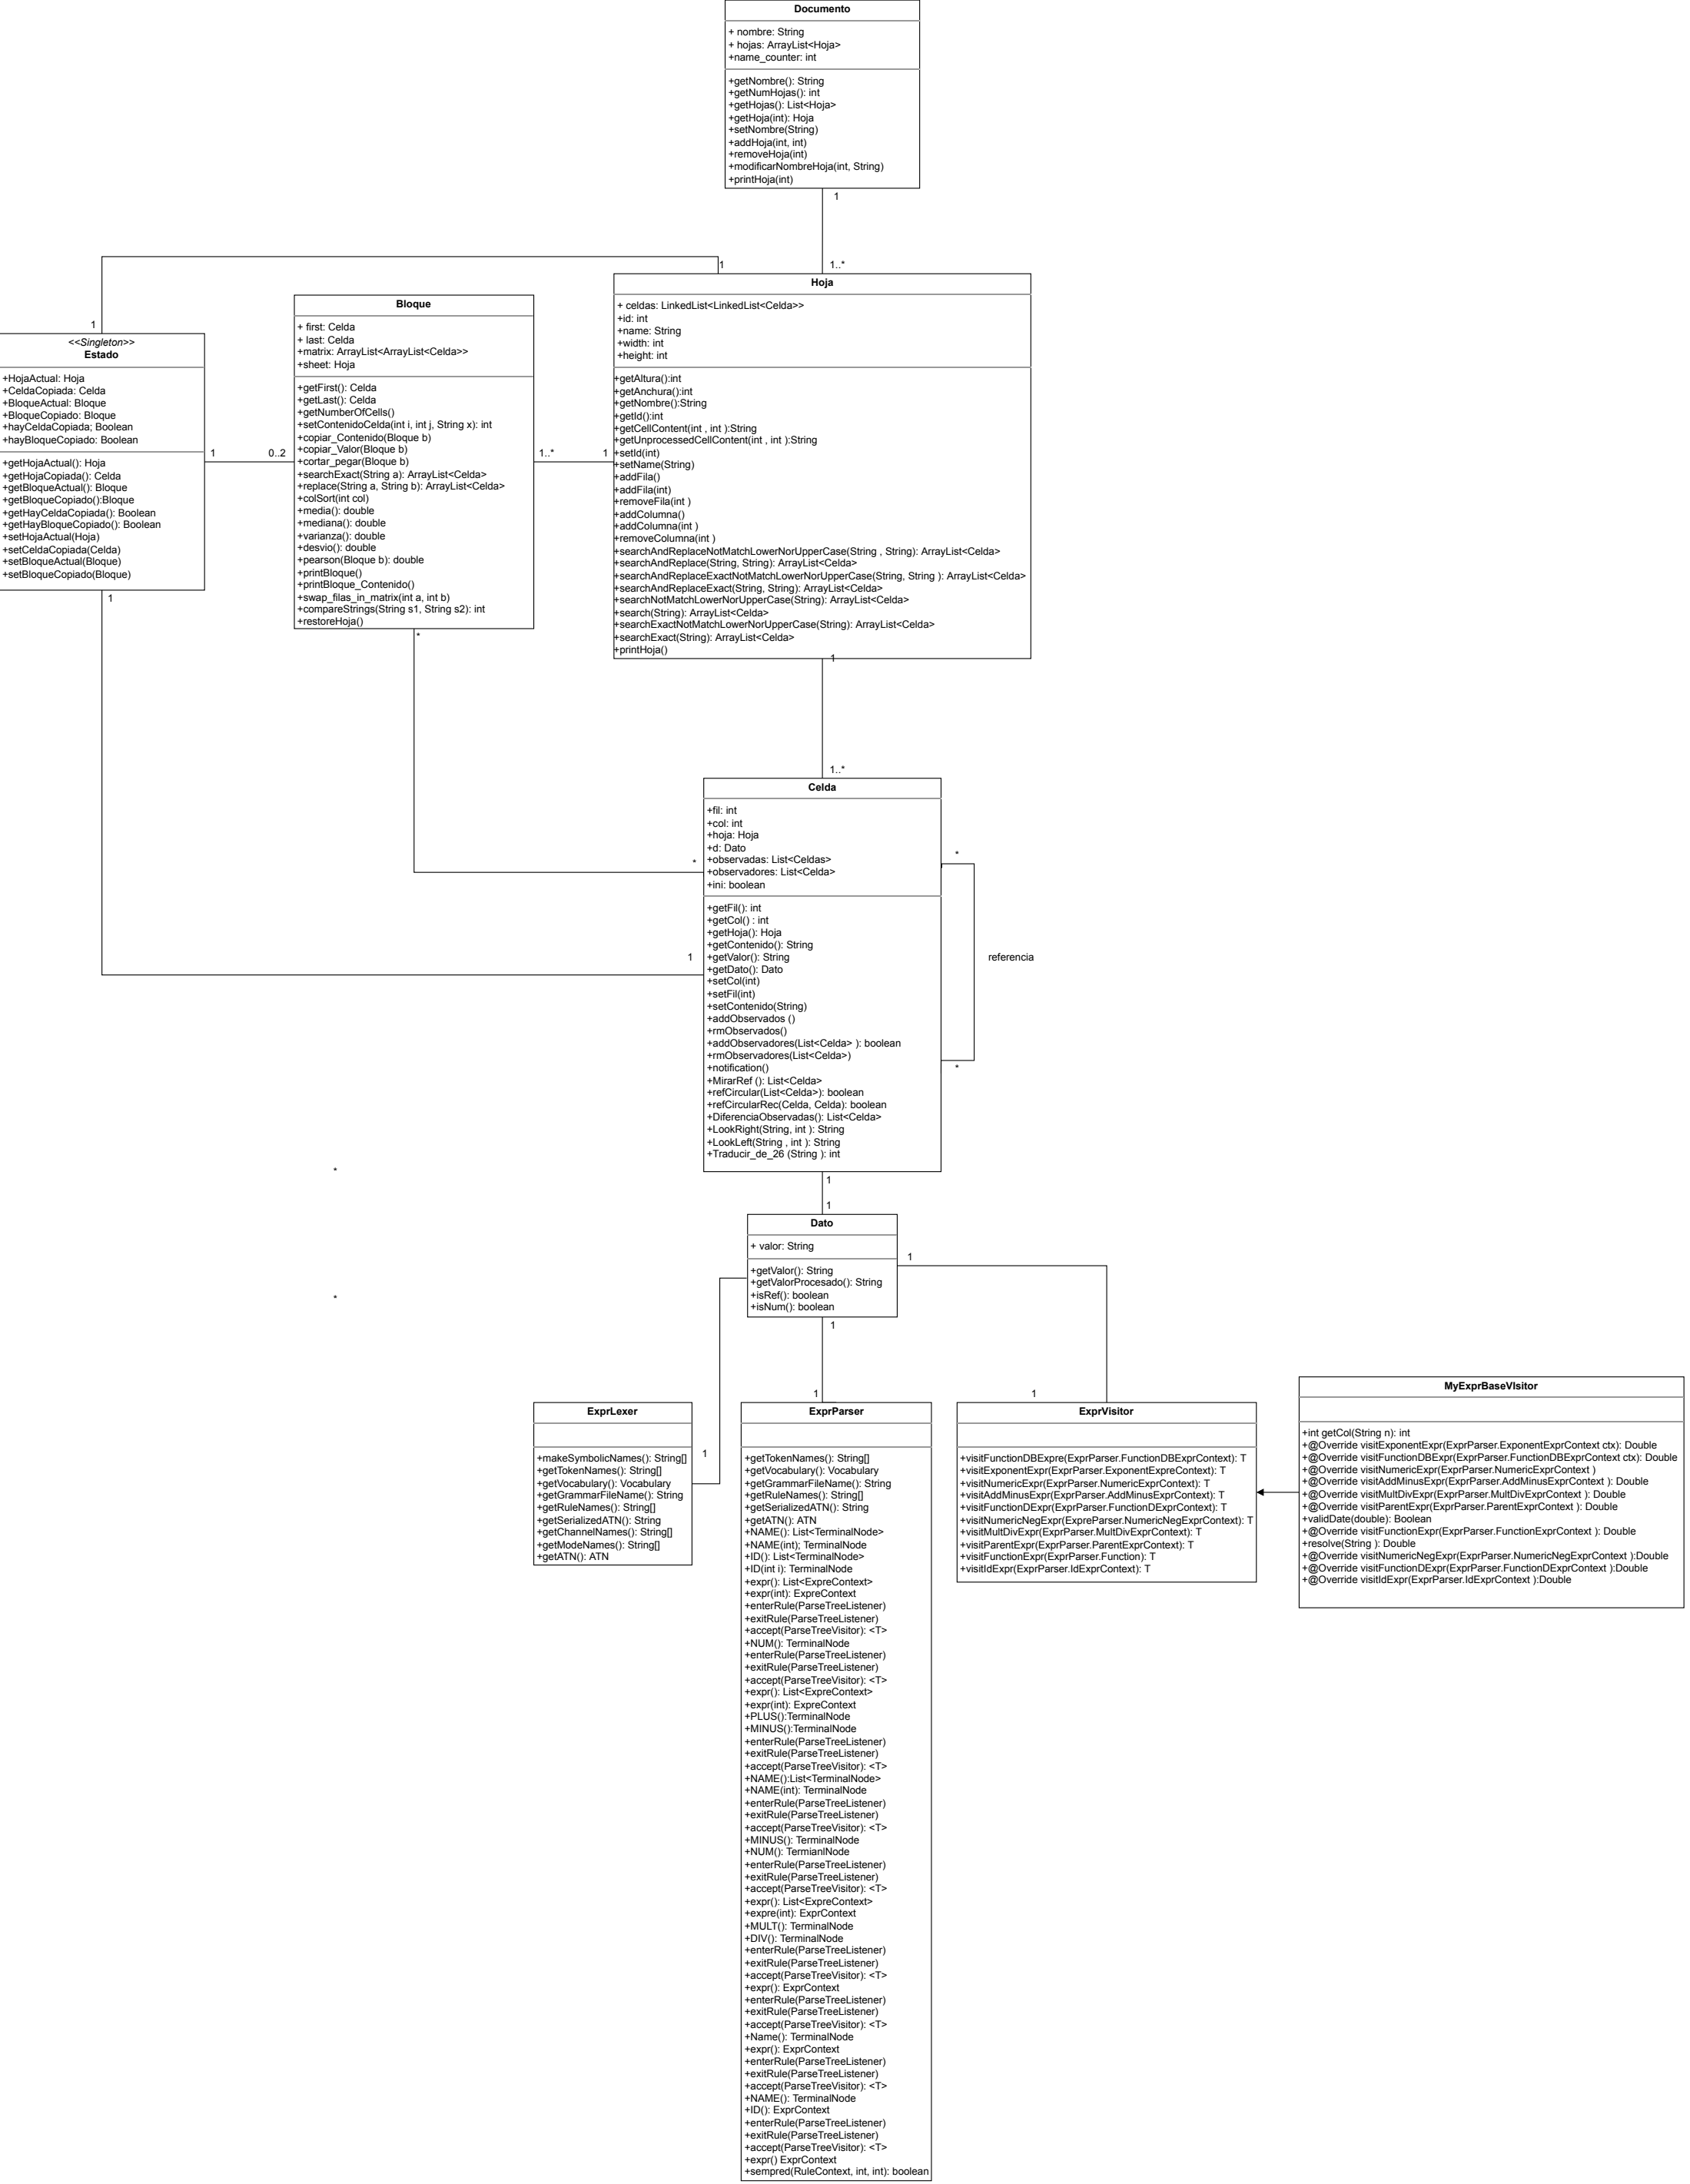 Documento
+ nombre: String
+ hojas: ArrayList<Hoja>
+name_counter: int
+getNombre(): String
+getNumHojas(): int
+getHojas(): List<Hoja>
+getHoja(int): Hoja
+setNombre(String)
+addHoja(int, int)
+removeHoja(int)
+modificarNombreHoja(int, String)
+printHoja(int)
1
1..*
1
1
<<Singleton>>
Estado
+HojaActual: Hoja
+CeldaCopiada: Celda
+BloqueActual: Bloque
+BloqueCopiado: Bloque
+hayCeldaCopiada; Boolean
+hayBloqueCopiado: Boolean
+getHojaActual(): Hoja
+getHojaCopiada(): Celda
+getBloqueActual(): Bloque
+getBloqueCopiado():Bloque
+getHayCeldaCopiada(): Boolean
+getHayBloqueCopiado(): Boolean
+setHojaActual(Hoja)
+setCeldaCopiada(Celda)
+setBloqueActual(Bloque)
+setBloqueCopiado(Bloque)
1
0..2
1
Bloque
+ first: Celda
+ last: Celda
+matrix: ArrayList<ArrayList<Celda>>
+sheet: Hoja
+getFirst(): Celda
+getLast(): Celda
+getNumberOfCells()
+setContenidoCelda(int i, int j, String x): int
+copiar_Contenido(Bloque b)
+copiar_Valor(Bloque b)
+cortar_pegar(Bloque b)
+searchExact(String a): ArrayList<Celda>
+replace(String a, String b): ArrayList<Celda>
+colSort(int col)
+media(): double
+mediana(): double
+varianza(): double
+desvio(): double
+pearson(Bloque b): double
+printBloque()
+printBloque_Contenido()
+swap_filas_in_matrix(int a, int b)
+compareStrings(String s1, String s2): int
+restoreHoja()
*
1..*
1
Hoja
+ celdas: LinkedList<LinkedList<Celda>>
+id: int
+name: String
+width: int
+height: int
+getAltura():int
+getAnchura():int
+getNombre():String
+getId():int
+getCellContent(int , int ):String
+getUnprocessedCellContent(int , int ):String
+setId(int)
+setName(String)
+addFila()
+addFila(int)
+removeFila(int )
+addColumna()
+addColumna(int )
+removeColumna(int )
+searchAndReplaceNotMatchLowerNorUpperCase(String , String): ArrayList<Celda>
+searchAndReplace(String, String): ArrayList<Celda>
+searchAndReplaceExactNotMatchLowerNorUpperCase(String, String ): ArrayList<Celda>
+searchAndReplaceExact(String, String): ArrayList<Celda>
+searchNotMatchLowerNorUpperCase(String): ArrayList<Celda>
+search(String): ArrayList<Celda>
+searchExactNotMatchLowerNorUpperCase(String): ArrayList<Celda>
+searchExact(String): ArrayList<Celda>
+printHoja()
1
1..*
Celda
+fil: int
+col: int
+hoja: Hoja
+d: Dato
+observadas: List<Celdas>
+observadores: List<Celda>
+ini: boolean
+getFil(): int
+getCol() : int
+getHoja(): Hoja
+getContenido(): String
+getValor(): String
+getDato(): Dato
+setCol(int)
+setFil(int)
+setContenido(String)
+addObservados ()
+rmObservados()
+addObservadores(List<Celda> ): boolean
+rmObservadores(List<Celda>)
+notification()
+MirarRef (): List<Celda>
+refCircular(List<Celda>): boolean
+refCircularRec(Celda, Celda): boolean
+DiferenciaObservadas(): List<Celda>
+LookRight(String, int ): String
+LookLeft(String , int ): String
+Traducir_de_26 (String ): int
*
1
*
referencia
*
*
*
1
1
Dato
+ valor: String
+getValor(): String
+getValorProcesado(): String
+isRef(): boolean
+isNum(): boolean
1
1
1
1
1
ExprLexer
+makeSymbolicNames(): String[]
+getTokenNames(): String[]
+getVocabulary(): Vocabulary
+getGrammarFileName(): String
+getRuleNames(): String[]
+getSerializedATN(): String
+getChannelNames(): String[]
+getModeNames(): String[]
+getATN(): ATN
ExprParser
+getTokenNames(): String[]
+getVocabulary(): Vocabulary
+getGrammarFileName(): String
+getRuleNames(): String[]
+getSerializedATN(): String
+getATN(): ATN
+NAME(): List<TerminalNode>
+NAME(int); TerminalNode
+ID(): List<TerminalNode>
+ID(int i): TerminalNode
+expr(): List<ExpreContext>
+expr(int): ExpreContext
+enterRule(ParseTreeListener)
+exitRule(ParseTreeListener)
+accept(ParseTreeVisitor): <T>
+NUM(): TerminalNode
+enterRule(ParseTreeListener)
+exitRule(ParseTreeListener)
+accept(ParseTreeVisitor): <T>
+expr(): List<ExpreContext>
+expr(int): ExpreContext
+PLUS():TerminalNode
+MINUS():TerminalNode
+enterRule(ParseTreeListener)
+exitRule(ParseTreeListener)
+accept(ParseTreeVisitor): <T>
+NAME():List<TerminalNode>
+NAME(int): TerminalNode
+enterRule(ParseTreeListener)
+exitRule(ParseTreeListener)
+accept(ParseTreeVisitor): <T>
+MINUS(): TerminalNode
+NUM(): TermianlNode
+enterRule(ParseTreeListener)
+exitRule(ParseTreeListener)
+accept(ParseTreeVisitor): <T>
+expr(): List<ExpreContext>
+expre(int): ExprContext
+MULT(): TerminalNode
+DIV(): TerminalNode
+enterRule(ParseTreeListener)
+exitRule(ParseTreeListener)
+accept(ParseTreeVisitor): <T>
+expr(): ExprContext
+enterRule(ParseTreeListener)
+exitRule(ParseTreeListener)
+accept(ParseTreeVisitor): <T>
+Name(): TerminalNode
+expr(): ExprContext
+enterRule(ParseTreeListener)
+exitRule(ParseTreeListener)
+accept(ParseTreeVisitor): <T>
+NAME(): TerminalNode
+ID(): ExprContext
+enterRule(ParseTreeListener)
+exitRule(ParseTreeListener)
+accept(ParseTreeVisitor): <T>
+expr() ExprContext
+sempred(RuleContext, int, int): boolean
ExprVisitor
+visitFunctionDBExpre(ExprParser.FunctionDBExprContext): T
+visitExponentExpr(ExprParser.ExponentExpreContext): T
+visitNumericExpr(ExprParser.NumericExprContext): T
+visitAddMinusExpr(ExprParser.AddMinusExprContext): T
+visitFunctionDExpr(ExprParser.FunctionDExprContext): T
+visitNumericNegExpr(ExpreParser.NumericNegExprContext): T
+visitMultDivExpr(ExprParser.MultDivExprContext): T
+visitParentExpr(ExprParser.ParentExprContext): T
+visitFunctionExpr(ExprParser.Function): T
+visitIdExpr(ExprParser.IdExprContext): T
MyExprBaseVIsitor
+int getCol(String n): int
+@Override visitExponentExpr(ExprParser.ExponentExprContext ctx): Double
+@Override visitFunctionDBExpr(ExprParser.FunctionDBExprContext ctx): Double
+@Override visitNumericExpr(ExprParser.NumericExprContext )
+@Override visitAddMinusExpr(ExprParser.AddMinusExprContext ): Double
+@Override visitMultDivExpr(ExprParser.MultDivExprContext ): Double
+@Override visitParentExpr(ExprParser.ParentExprContext ): Double
+validDate(double): Boolean
+@Override visitFunctionExpr(ExprParser.FunctionExprContext ): Double
+resolve(String ): Double
+@Override visitNumericNegExpr(ExprParser.NumericNegExprContext ):Double
+@Override visitFunctionDExpr(ExprParser.FunctionDExprContext ):Double
+@Override visitIdExpr(ExprParser.IdExprContext ):Double